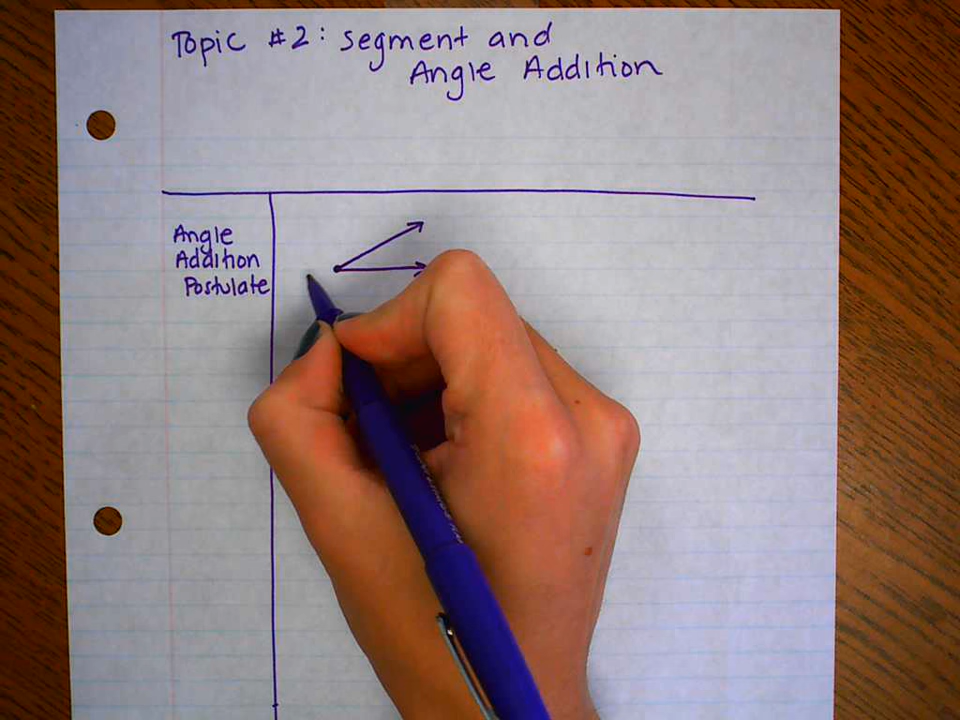 Topic #2: Segment and
Angle Addition
Angle
Addition
Postulate